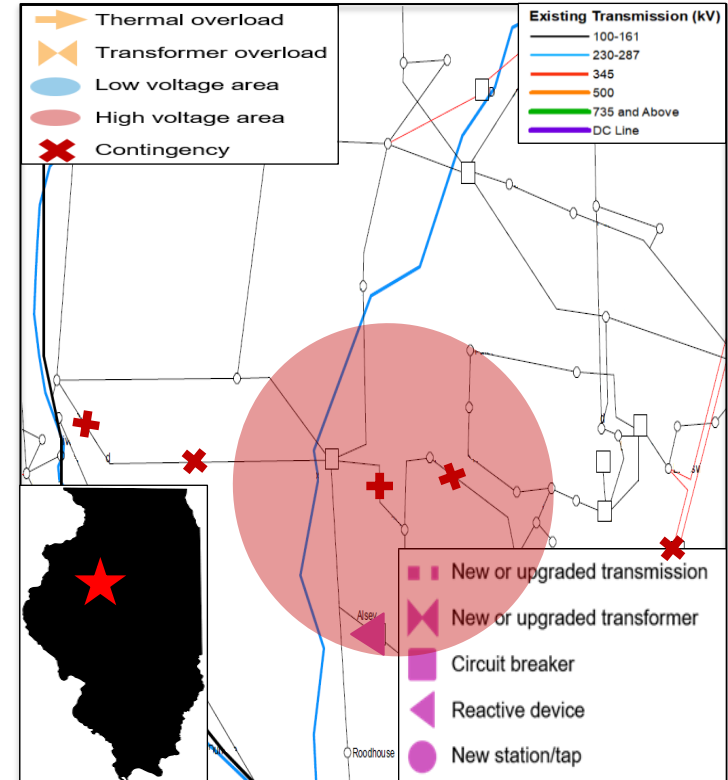 Thermal overload
Transformer overload
Low voltage area
High voltage area
Contingency
Existing Transmission (kV)
100-161
230-287
345
500
735 and Above
DC Line
Alsey
Roodhouse
New or upgraded transmission
New or upgraded transformer
Circuit breaker
Reactive device
New station/tap